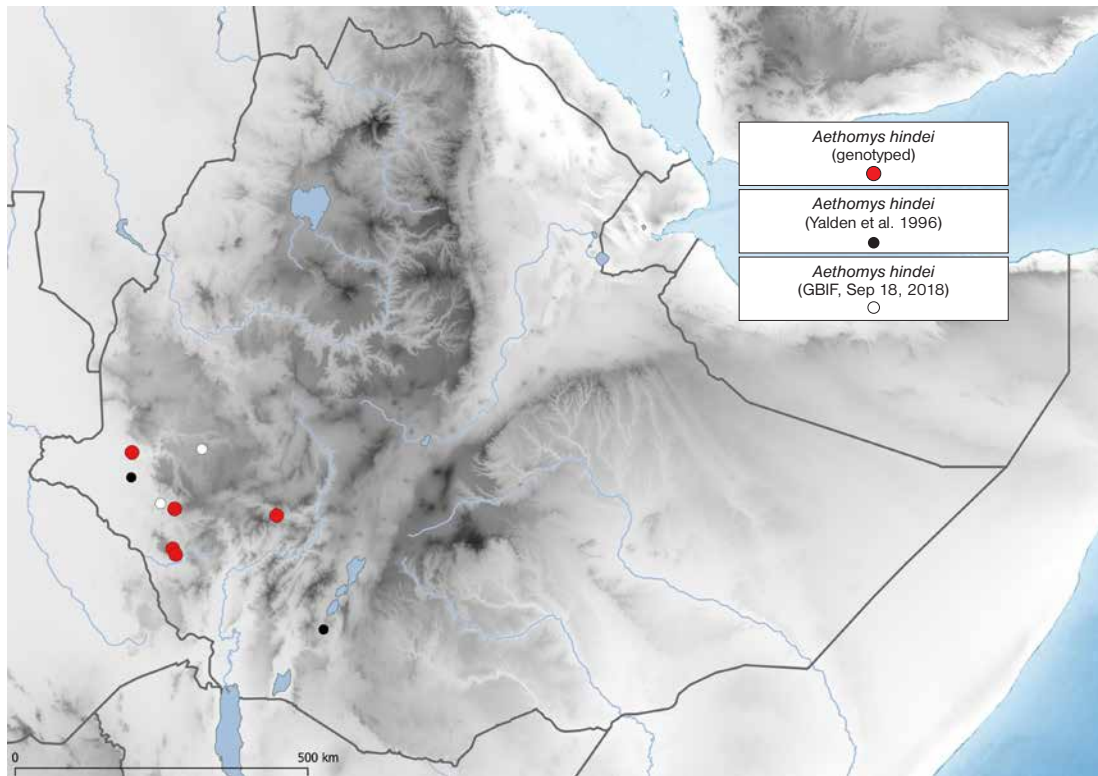 Aethomys hindei
(genotyped)
Aethomys hindei
(Yalden et al. 1996)
Aethomys hindei
(GBIF, Sep 18, 2018)
0 500 km